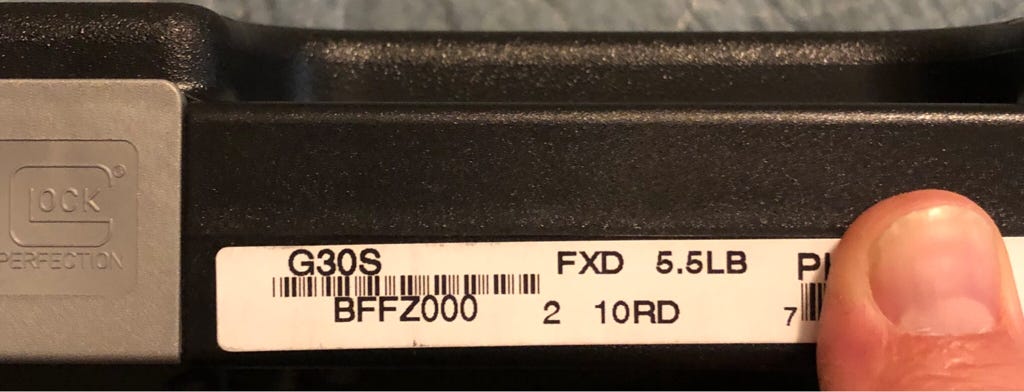 GLOCK
PERFECTION
G30S FXD 5.5LB
BFFZ000 2 10RD
7